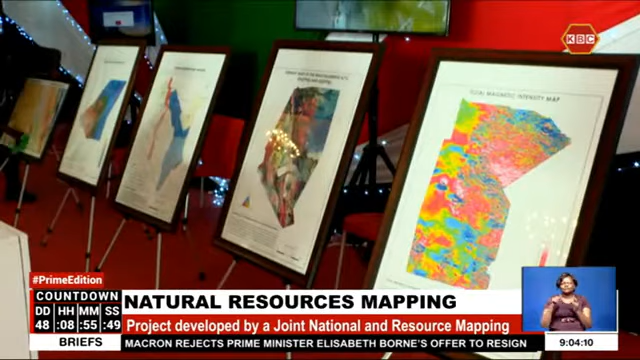 KBC
TOTAL MAGNETIC INTENSITY MAP
#PrimeEdition
COUNTDOWN
DD HH MM SS
48 :08 :55 :49
NATURAL RESOURCES MAPPING
Project developed by a Joint National and Resource Mapping
BRIEFS
MACRON REJECTS PRIME MINISTER ELISABETH BORNE'S OFFER TO RESIGN
9:04:10